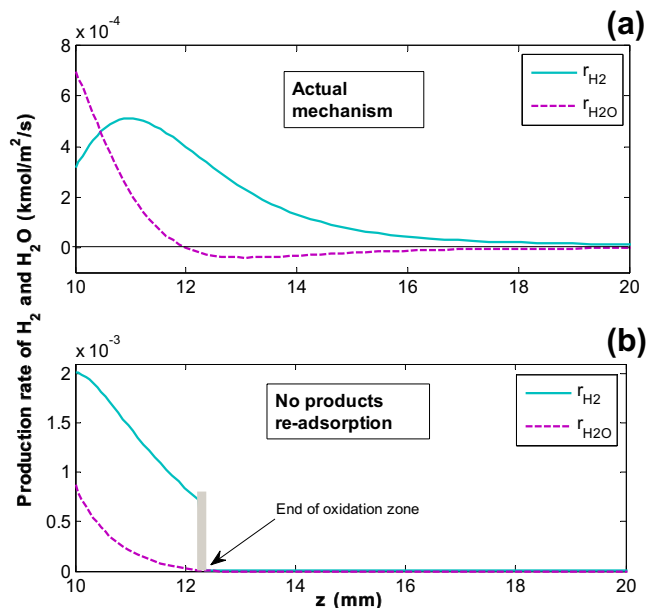 (a)
x 10⁻⁴
8
6
4
2
0
10
12
14
16
18
20
Actual
mechanism
r_H2
r_H2O
Production rate of H₂ and H₂O (kmol/m²/s)
(b)
x 10⁻³
2
1.5
1
0.5
0
10
12
14
16
18
20
No products
re-adsorption
r_H2
r_H2O
End of oxidation zone
z (mm)